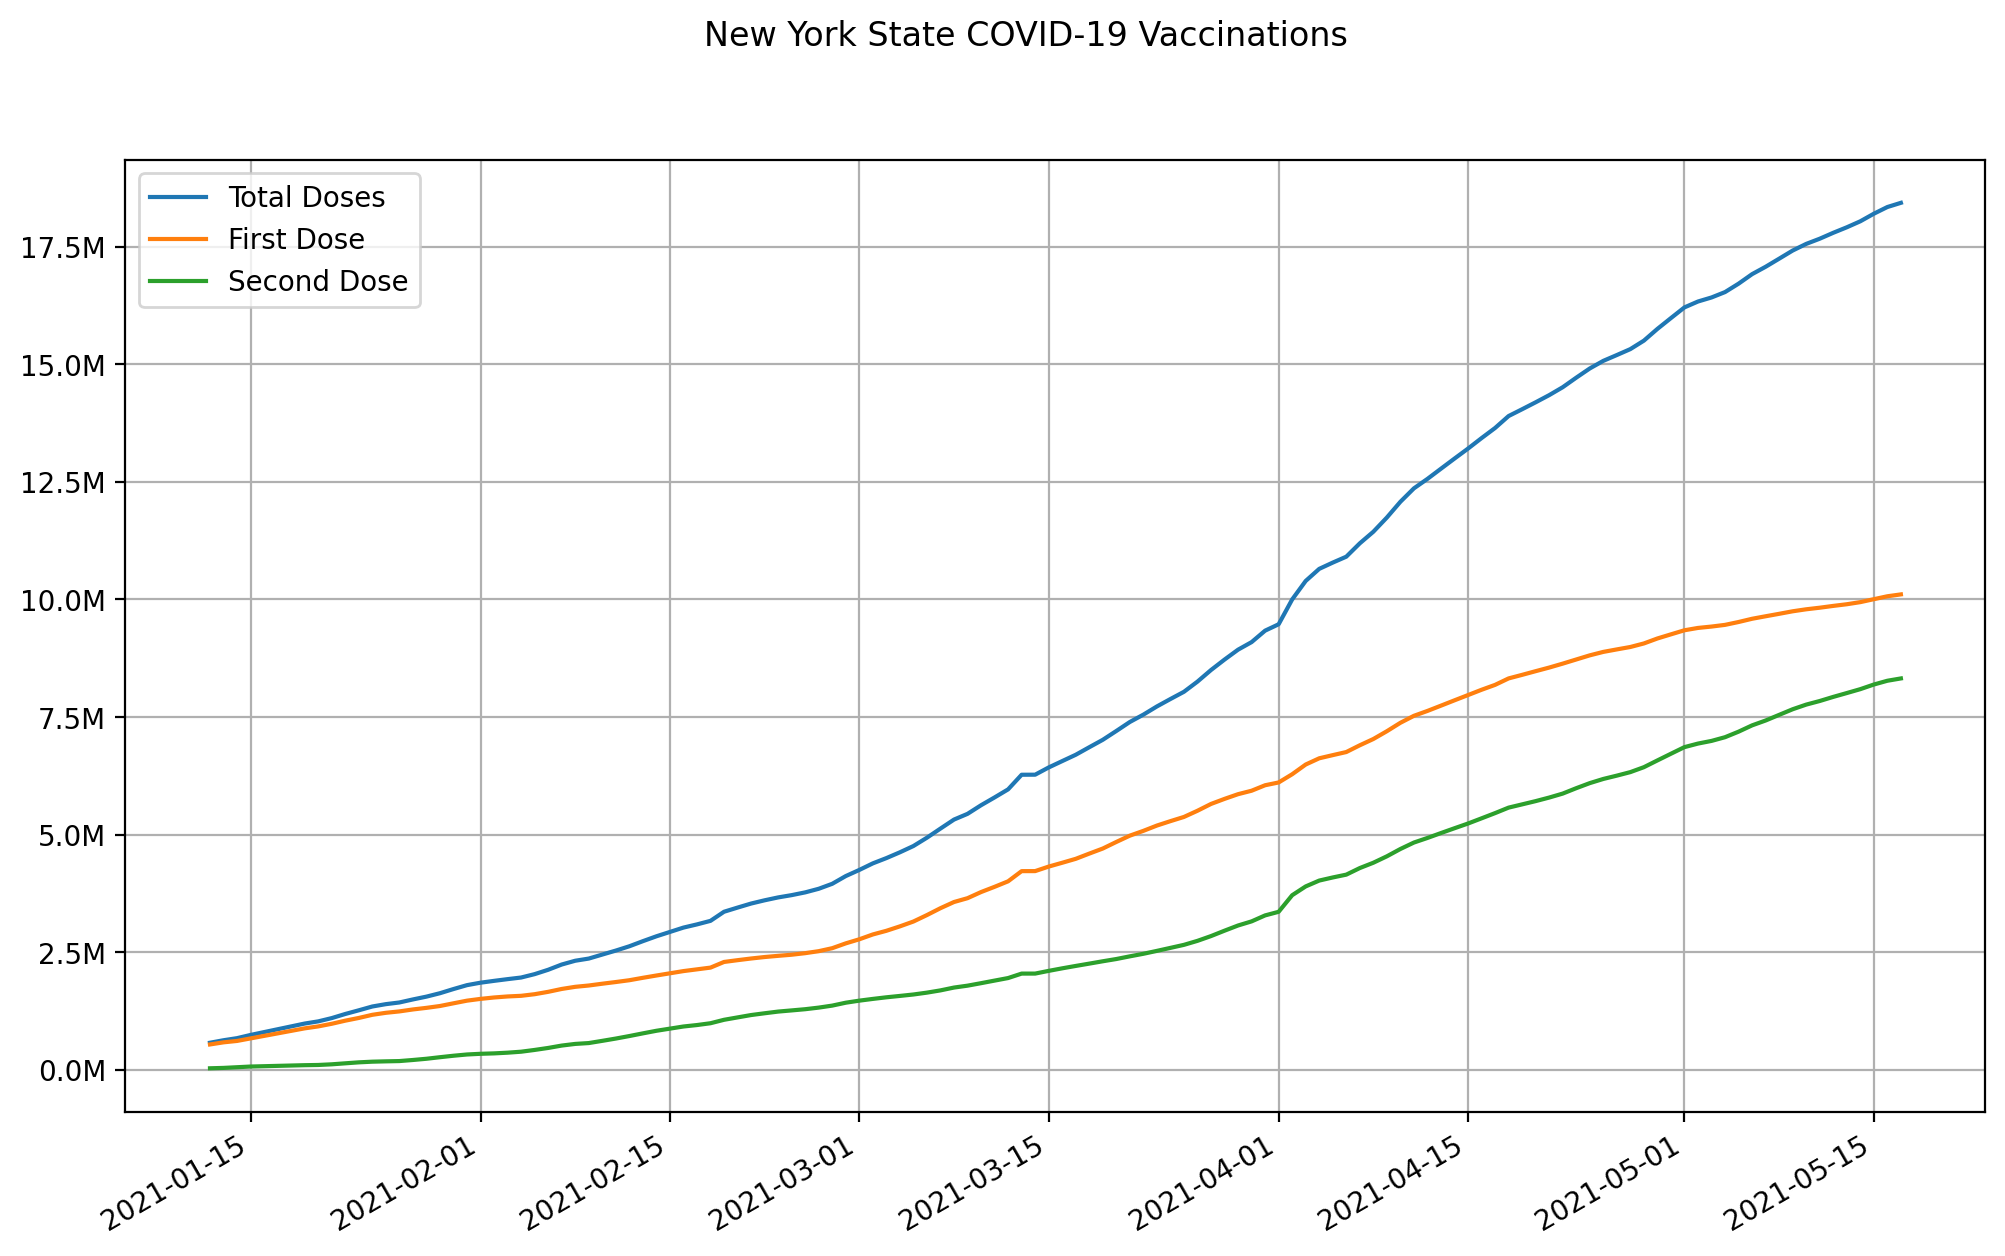 New York State COVID-19 Vaccinations
Total Doses
First Dose
Second Dose
17.5M
15.0M
12.5M
10.0M
7.5M
5.0M
2.5M
0.0M
2021-01-15
2021-02-01
2021-02-15
2021-03-01
2021-03-15
2021-04-01
2021-04-15
2021-05-01
2021-05-15